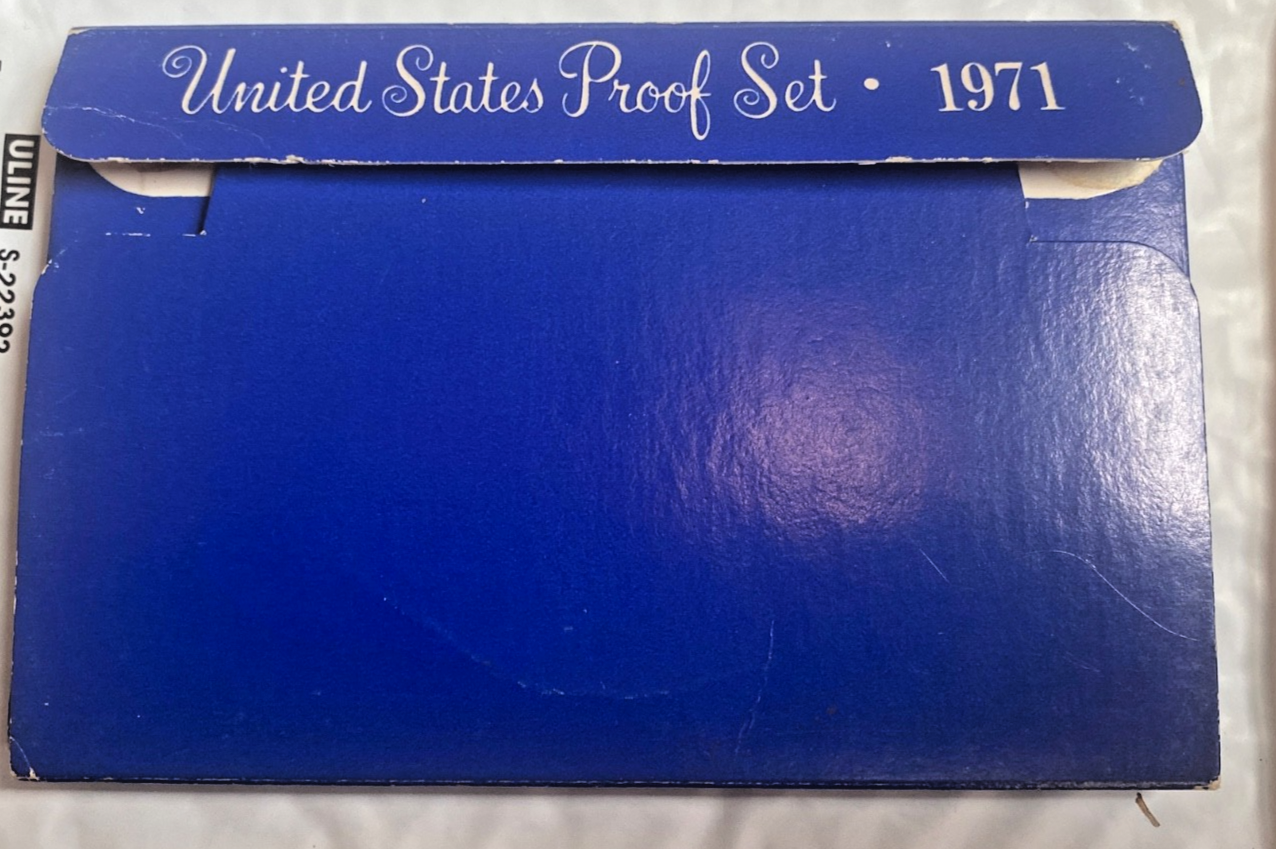 United States Proof Set • 1971
ULINE